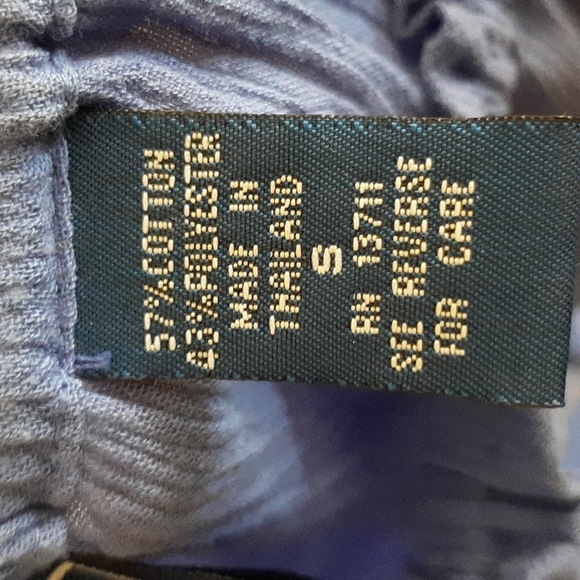 57% COTTON
43% POLYESTER
MADE IN
THAILAND
S
RN 13711
SEE REVERSE
FOR CARE